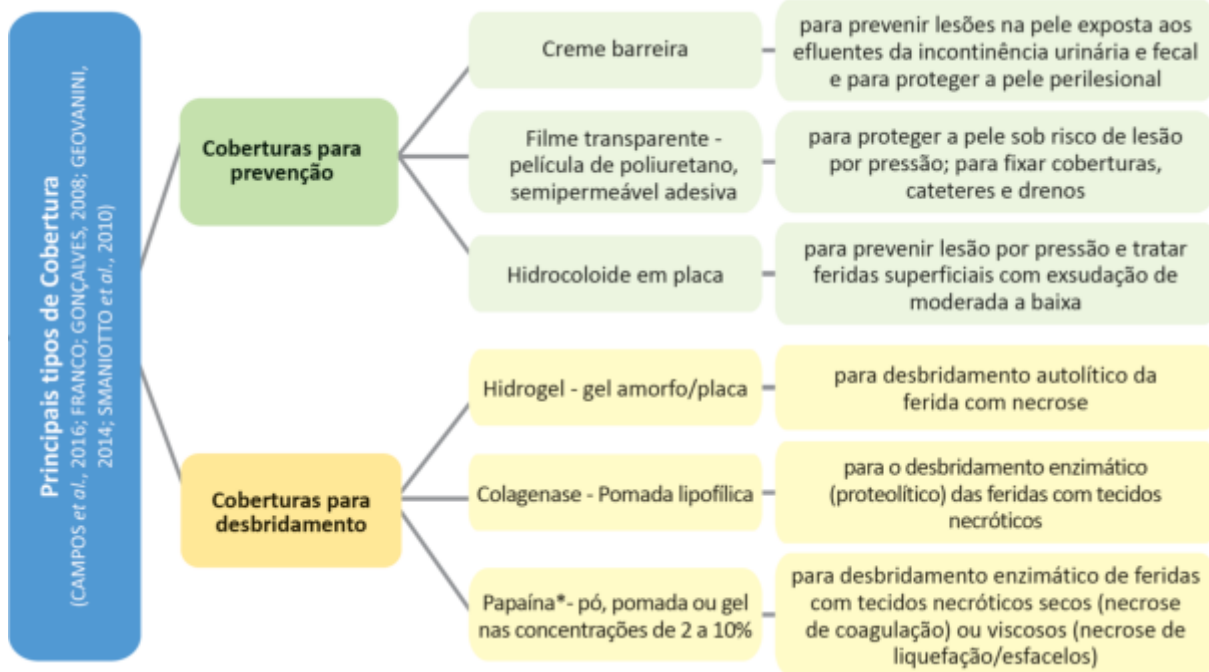 Principais tipos de Cobertura
(CAMPOS et al., 2016; FRANCO; GONÇALVES, 2008; GEOVANINI,
2014; SMANIOTTO et al., 2010)
Coberturas para
prevenção
Creme barreira
para prevenir lesões na pele exposta aos
efluentes da incontinência urinária e fecal
e para proteger a pele perilesional
Filme transparente -
película de poliuretano,
semipermeável adesiva
para proteger a pele sob risco de lesão
por pressão; para fixar coberturas,
cateteres e drenos
Hidrocoloide em placa
para prevenir lesão por pressão e tratar
feridas superficiais com exsudação de
moderada a baixa
Coberturas para
desbridamento
Hidrogel - gel amorfo/placa
para desbridamento autolítico da
ferida com necrose
Colagenase - Pomada lipofílica
para o desbridamento enzimático
(proteolítico) das feridas com tecidos
necróticos
Papaína*- pó, pomada ou gel
nas concentrações de 2 a 10%
para desbridamento enzimático de feridas
com tecidos necróticos secos (necrose
de coagulação) ou viscosos (necrose de
liquefação/esfacelos)